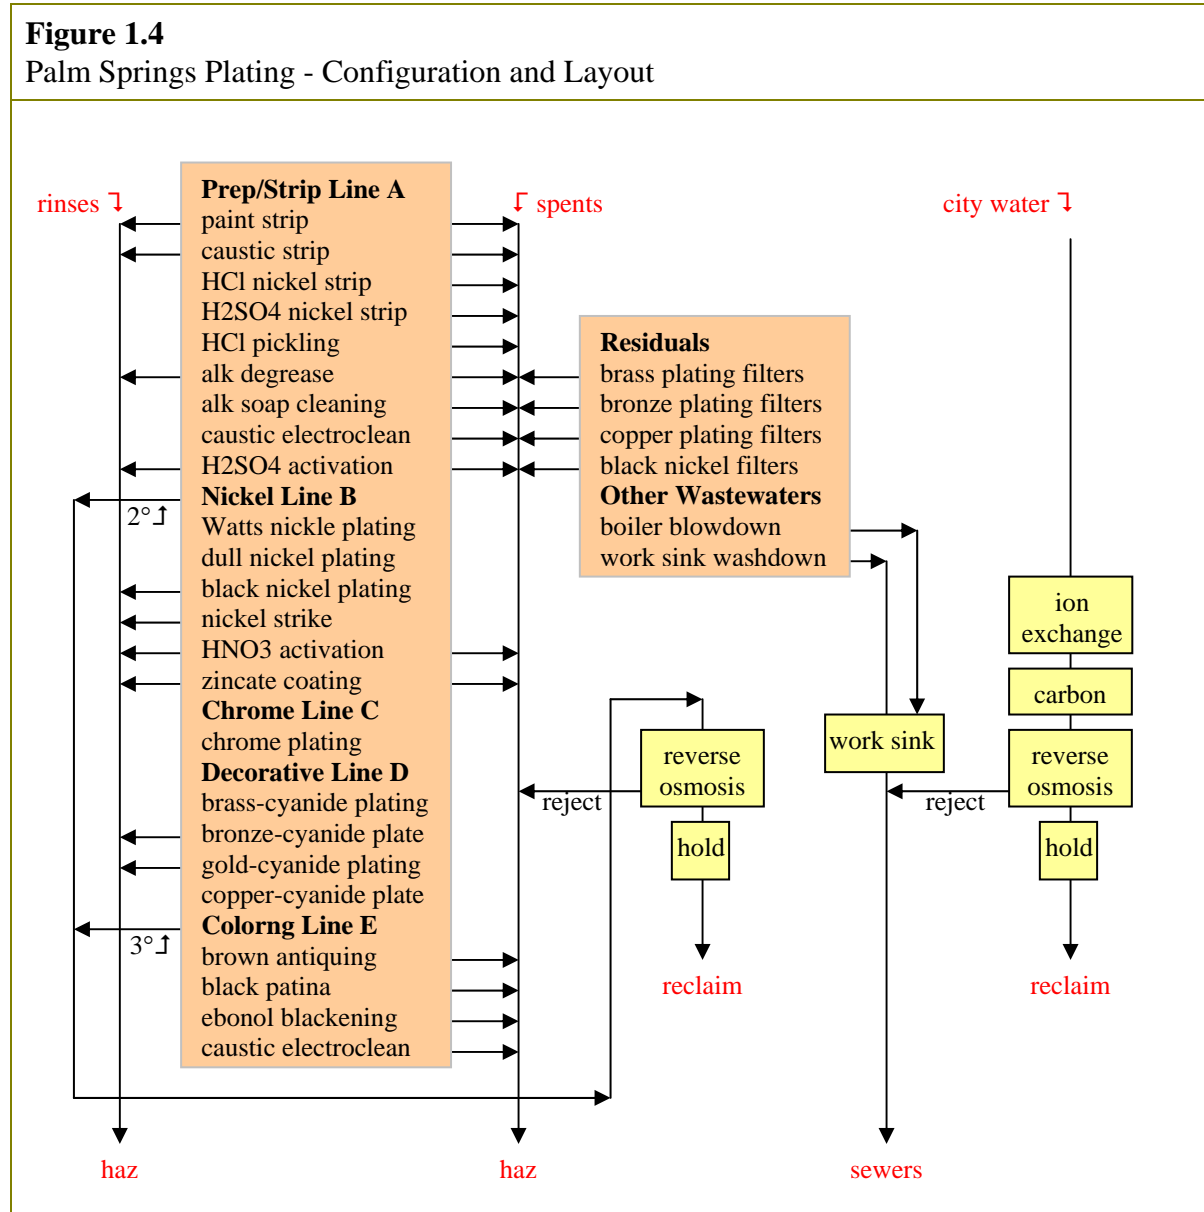 Figure 1.4
Palm Springs Plating - Configuration and Layout
rinses
Prep/Strip Line A
paint strip
caustic strip
HCl nickel strip
H2SO4 nickel strip
HCl pickling
alk degrease
alk soap cleaning
caustic electroclean
H2SO4 activation
Nickel Line B
2°
Watts nickle plating
dull nickel plating
black nickel plating
nickel strike
HNO3 activation
zincate coating
Chrome Line C
chrome plating
Decorative Line D
brass-cyanide plating
bronze-cyanide plate
gold-cyanide plating
copper-cyanide plate
Colorng Line E
3°
brown antiquing
black patina
ebonol blackening
caustic electroclean
haz
spents
Residuals
brass plating filters
bronze plating filters
copper plating filters
black nickel filters
Other Wastewaters
boiler blowdown
work sink washdown
reverse
osmosis
reject
hold
reclaim
haz
work sink
sewers
city water
ion
exchange
carbon
reverse
osmosis
reject
hold
reclaim